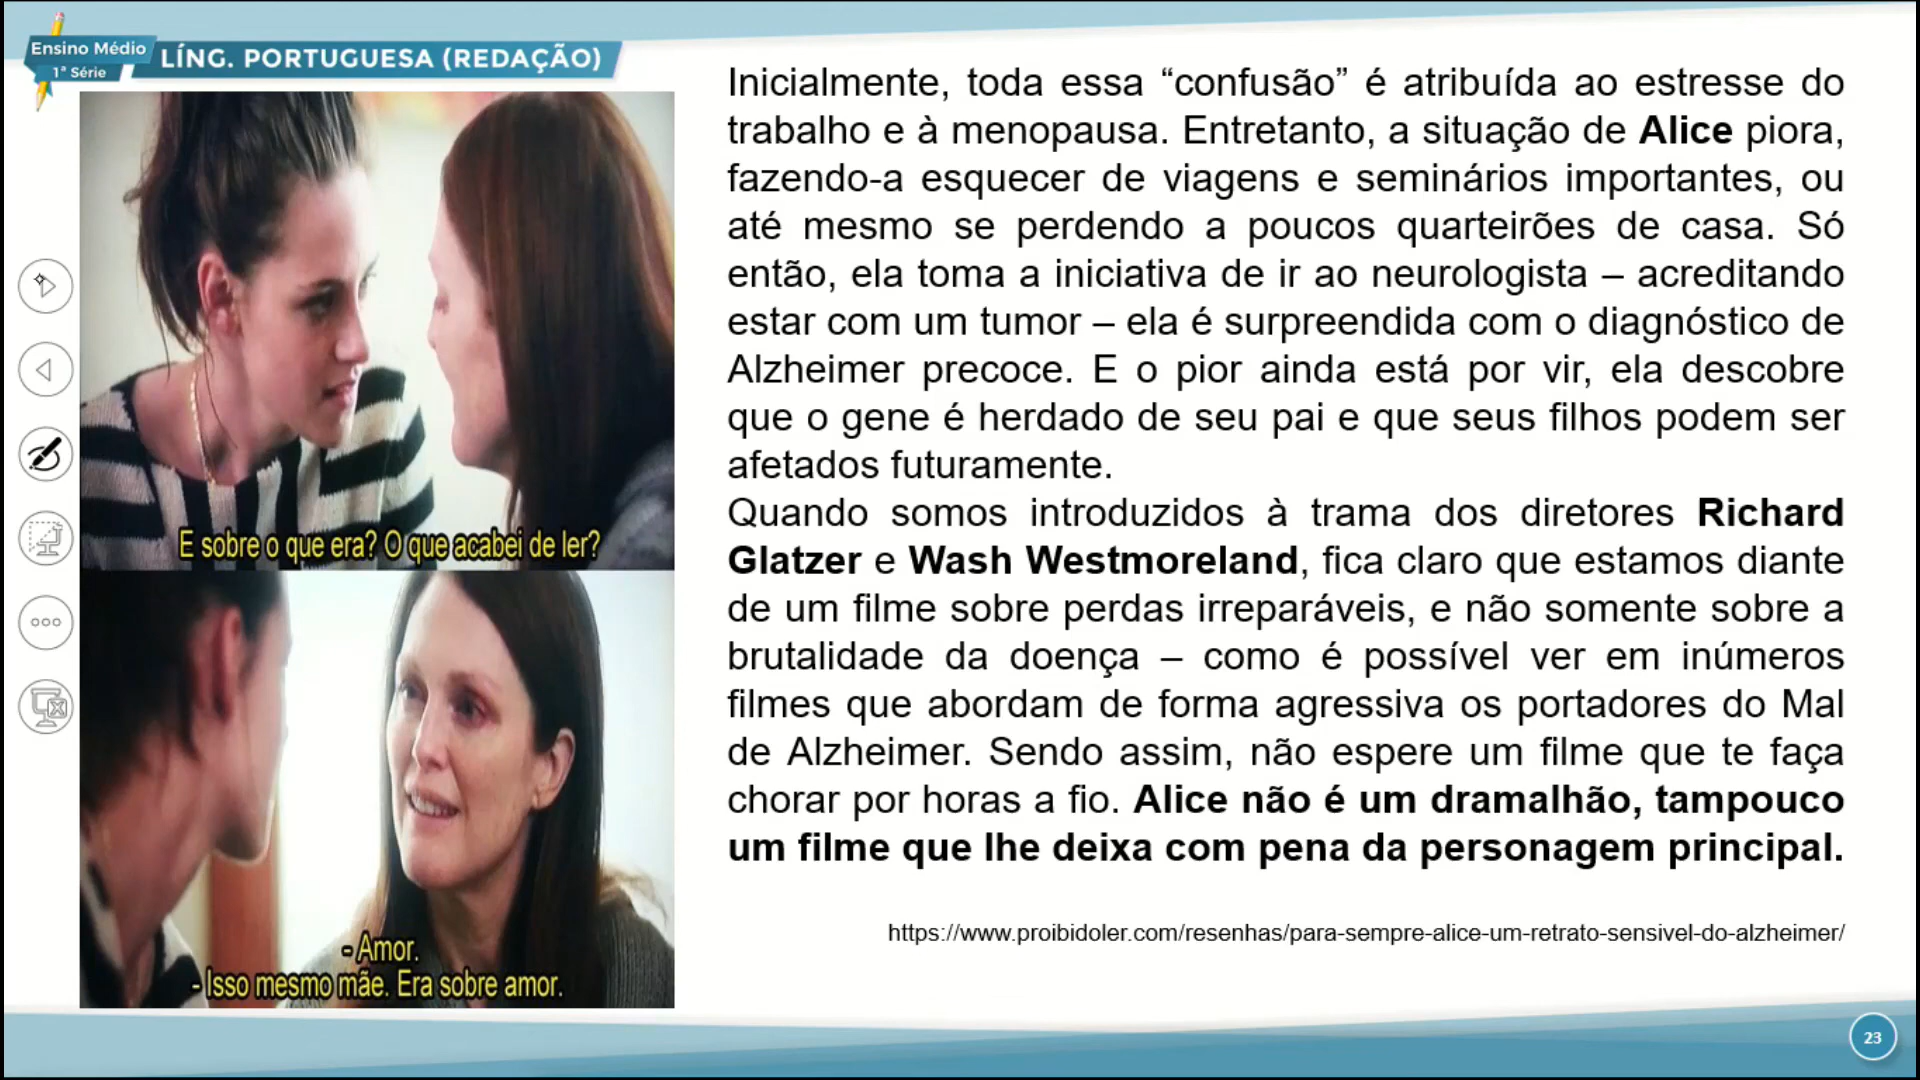 Ensino Médio
1ª Série
LÍNG. PORTUGUESA (REDAÇÃO)
E sobre o que era? O que acabei de ler?
- Amor.
- Isso mesmo mãe. Era sobre amor.
Inicialmente, toda essa “confusão” é atribuída ao estresse do
trabalho e à menopausa. Entretanto, a situação de Alice piora,
fazendo-a esquecer de viagens e seminários importantes, ou
até mesmo se perdendo a poucos quarteirões de casa. Só
então, ela toma a iniciativa de ir ao neurologista – acreditando
estar com um tumor – ela é surpreendida com o diagnóstico de
Alzheimer precoce. E o pior ainda está por vir, ela descobre
que o gene é herdado de seu pai e que seus filhos podem ser
afetados futuramente.
Quando somos introduzidos à trama dos diretores Richard
Glatzer e Wash Westmoreland, fica claro que estamos diante
de um filme sobre perdas irreparáveis, e não somente sobre a
brutalidade da doença – como é possível ver em inúmeros
filmes que abordam de forma agressiva os portadores do Mal
de Alzheimer. Sendo assim, não espere um filme que te faça
chorar por horas a fio. Alice não é um dramalhão, tampouco
um filme que lhe deixa com pena da personagem principal.
https://www.proibidoler.com/resenhas/para-sempre-alice-um-retrato-sensivel-do-alzheimer/
23